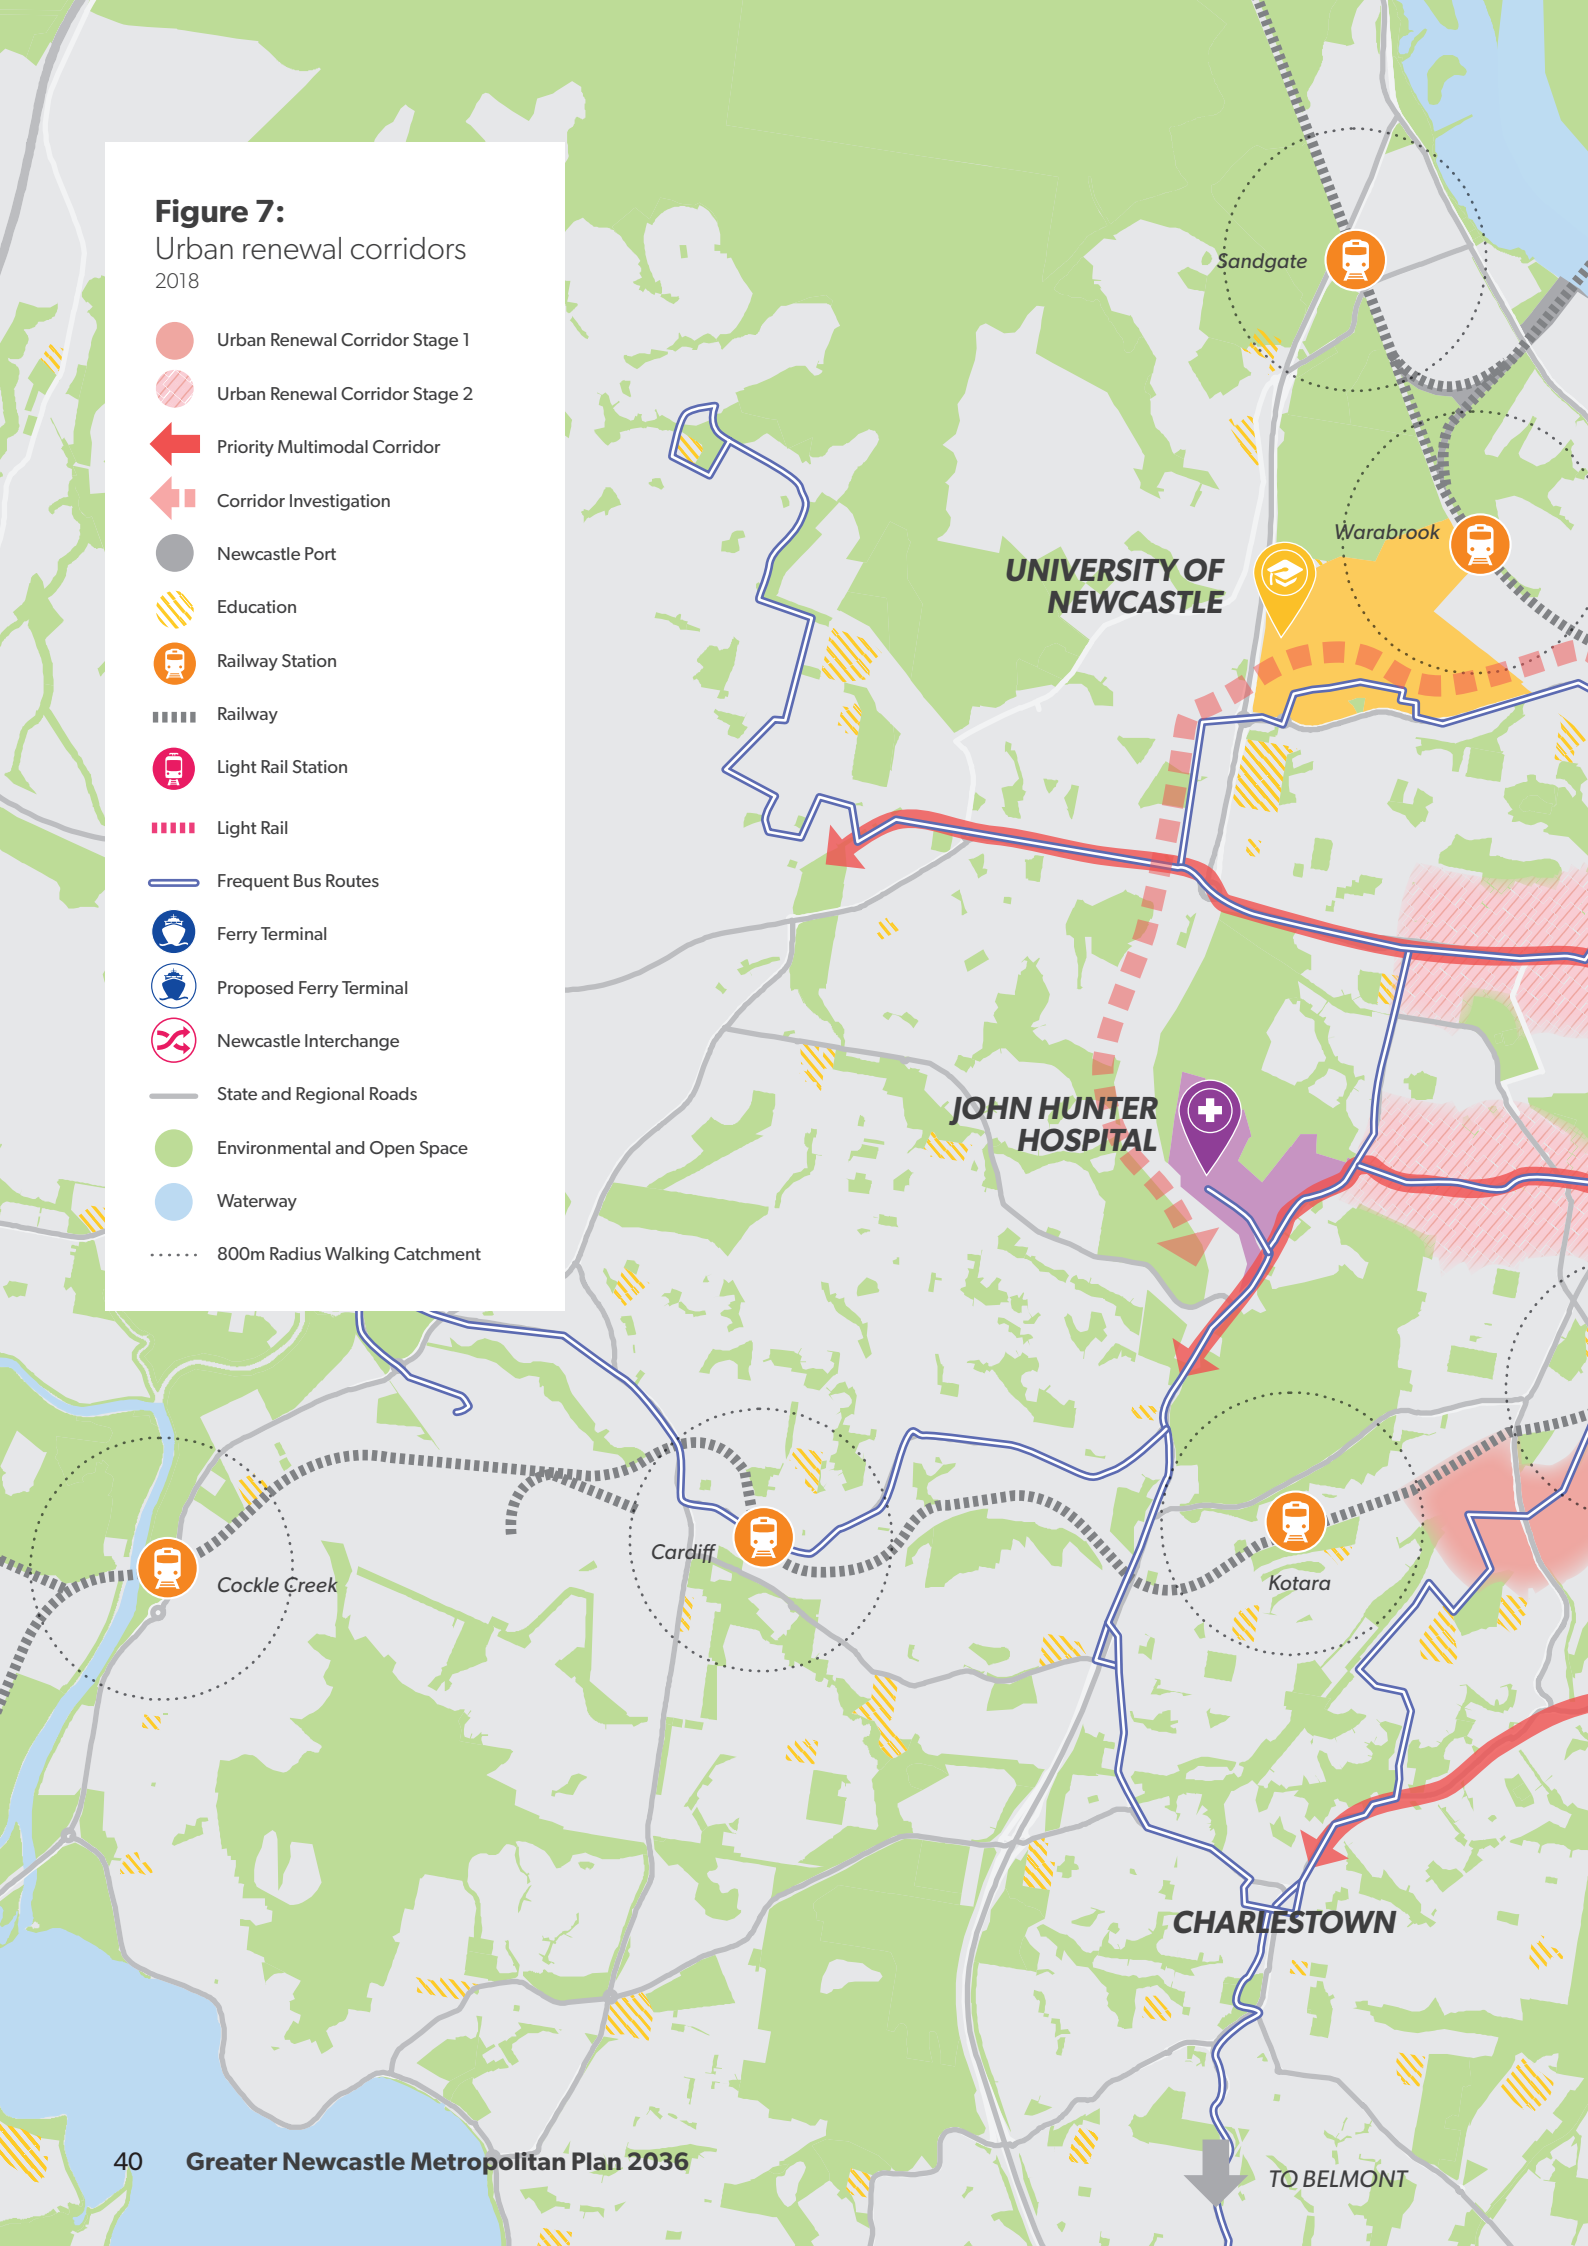 Figure 7:
Urban renewal corridors
2018
Urban Renewal Corridor Stage 1
Urban Renewal Corridor Stage 2
Priority Multimodal Corridor
Corridor Investigation
Newcastle Port
Education
Railway Station
Railway
Light Rail Station
Light Rail
Frequent Bus Routes
Ferry Terminal
Proposed Ferry Terminal
Newcastle Interchange
State and Regional Roads
Environmental and Open Space
Waterway
800m Radius Walking Catchment
Sandgate
Warabrook
UNIVERSITY OF
NEWCASTLE
JOHN HUNTER
HOSPITAL
Cardiff
Cockle Creek
Kotara
CHARLESTOWN
TO BELMONT
40 Greater Newcastle Metropolitan Plan 2036